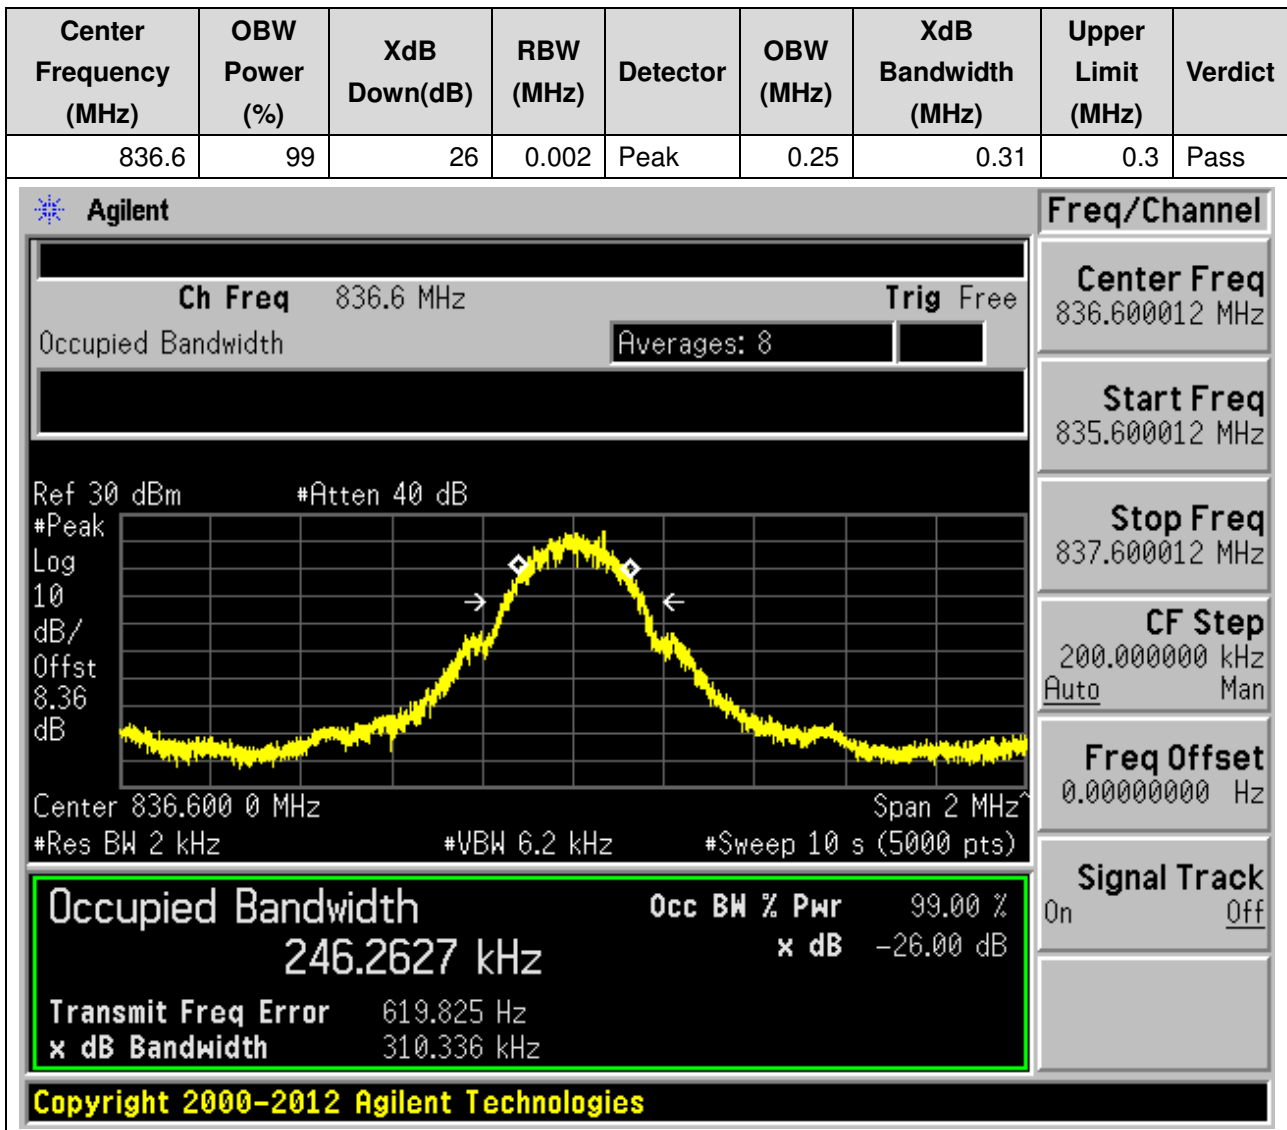 Center Frequency (MHz) OBW Power (%) XdB Down(dB) RBW (MHz) Detector OBW (MHz) XdB Bandwidth (MHz) Upper Limit (MHz) Verdict
836.6 99 26 0.002 Peak 0.25 0.31 0.3 Pass
Agilent
Freq/Channel
Ch Freq 836.6 MHz Trig Free
Occupied Bandwidth Averages: 8
Center Freq
836.600012 MHz
Start Freq
835.600012 MHz
Stop Freq
837.600012 MHz
CF Step
200.000000 kHz
Auto Man
Freq Offset
0.00000000 Hz
Signal Track
On Off
Ref 30 dBm #Atten 40 dB
#Peak
Log
10
dB/
Offst
8.36
dB
Center 836.600 0 MHz Span 2 MHz^
#Res BW 2 kHz #VBW 6.2 kHz #Sweep 10 s (5000 pts)
Occupied Bandwidth Occ BW % Pwr 99.00 %
246.2627 kHz x dB -26.00 dB
Transmit Freq Error 619.825 Hz
x dB Bandwidth 310.336 kHz
Copyright 2000-2012 Agilent Technologies